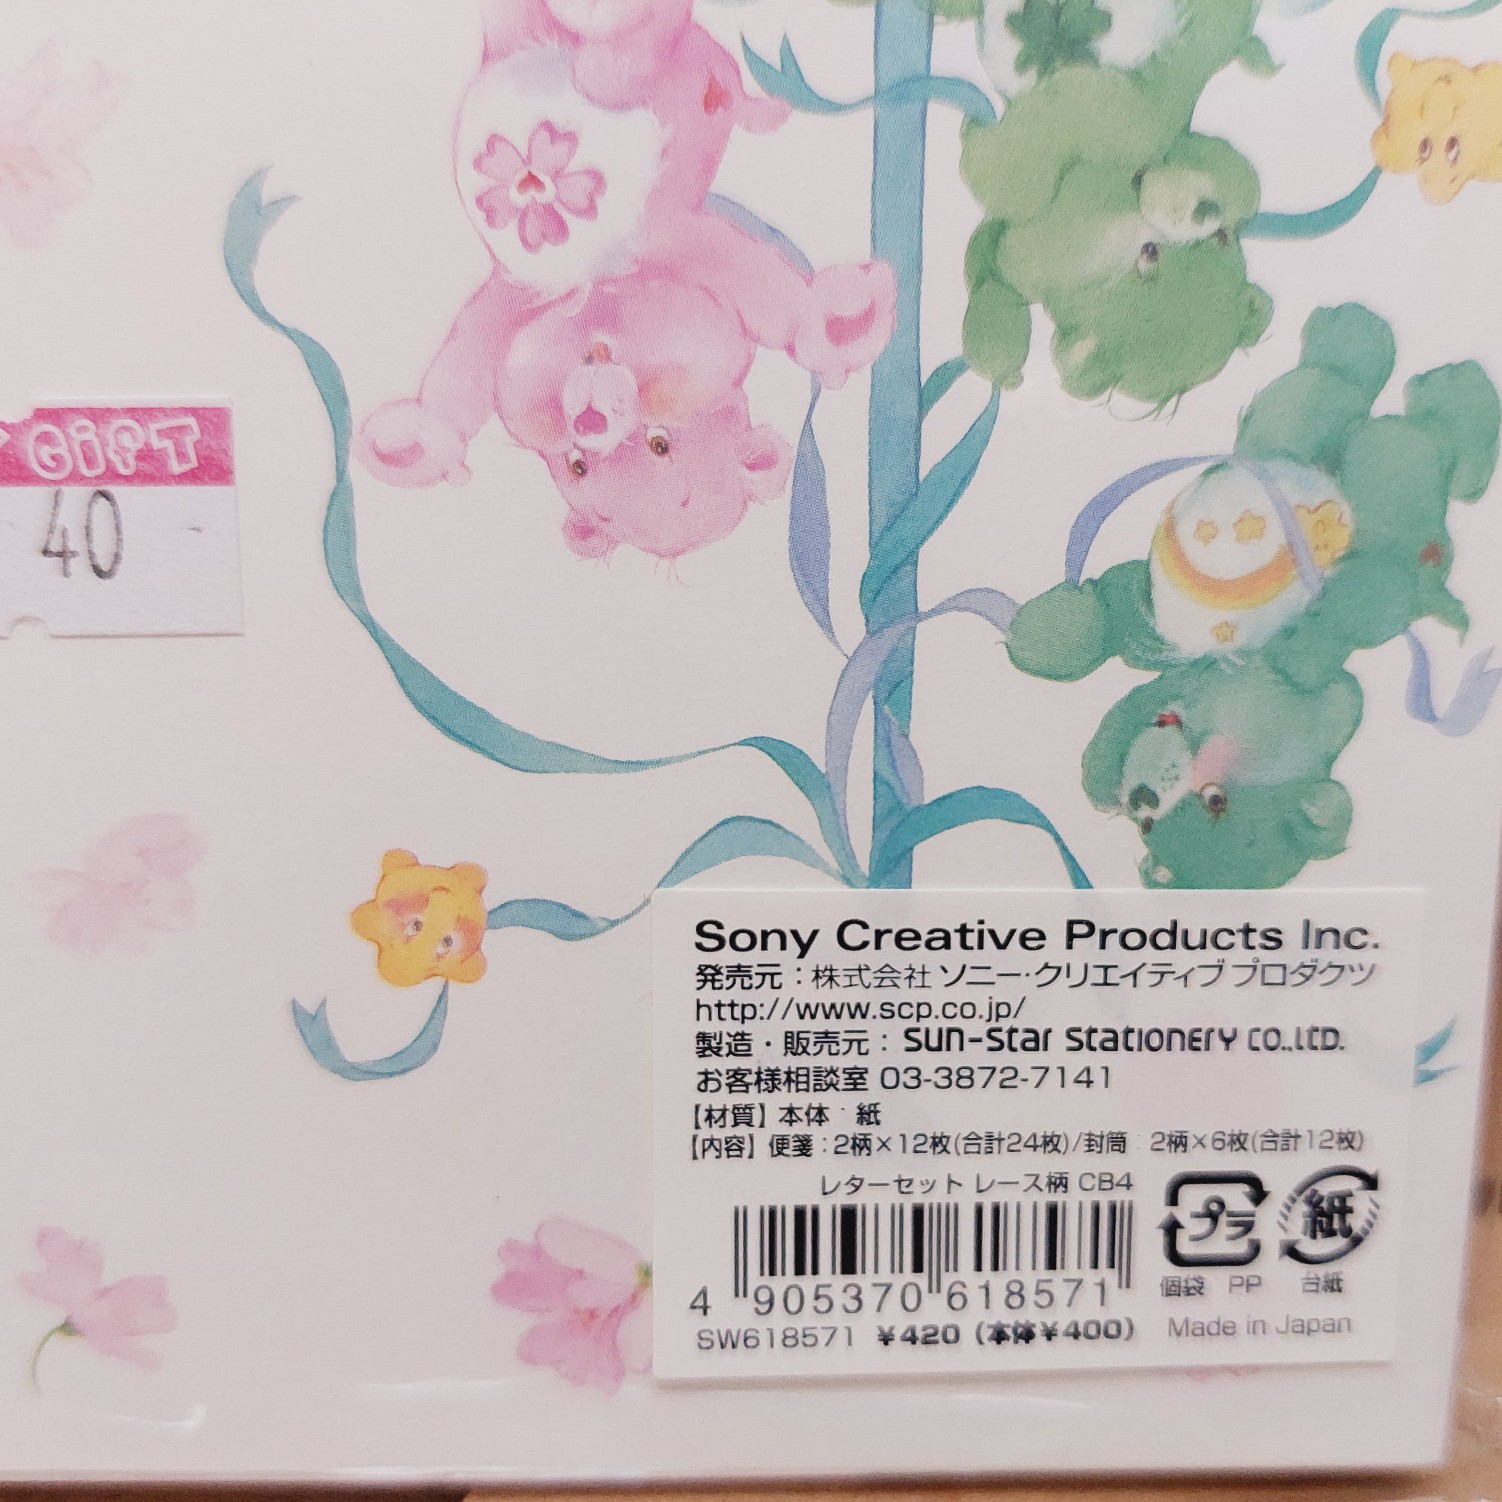 Gift
40
Sony Creative Products Inc.
発売元：株式会社 ソニー・クリエイティブ プロダクツ
http://www.scp.co.jp/
製造・販売元：SUN-STAR STATIONERY CO.,LTD.
お客様相談室 03-3872-7141
【材質】本体：紙
【内容】便箋：2柄×12枚(合計24枚)/封筒：2柄×6枚(合計12枚)
レターセット レース柄 CB4
プラ 紙
個袋 PP 台紙
4 905370 618571
SW618571 ¥420（本体¥400） Made in Japan